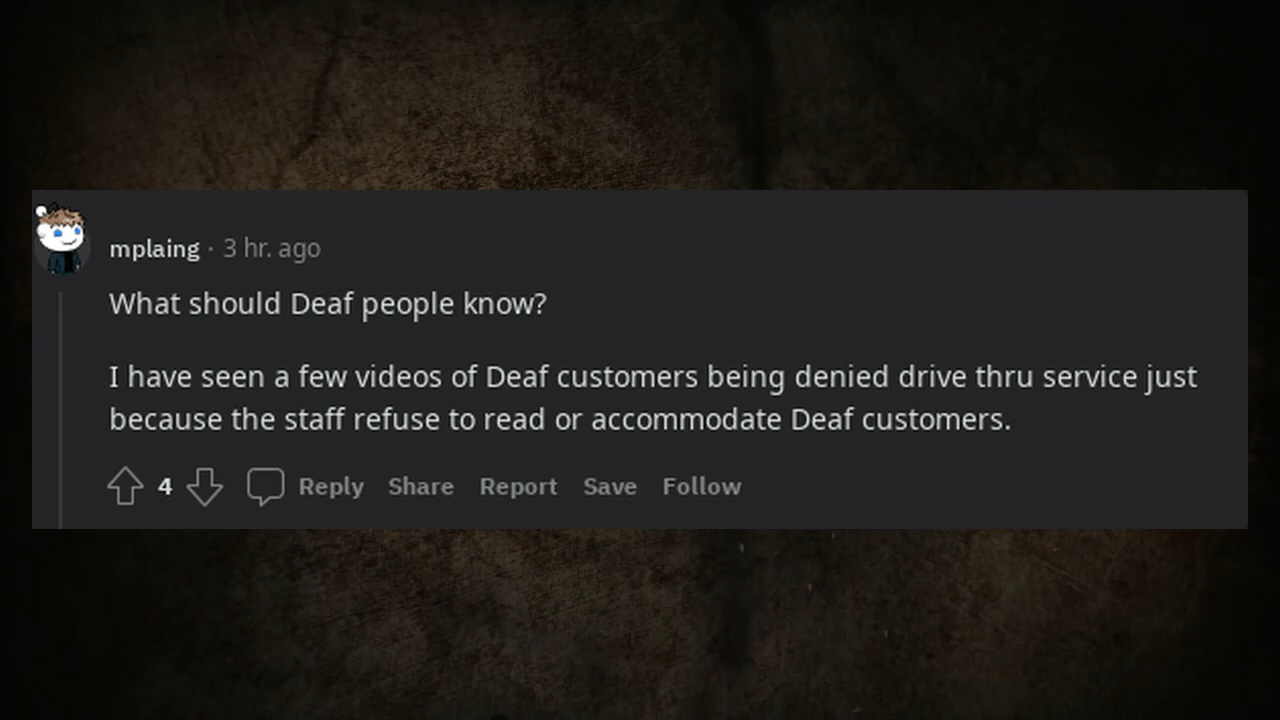 mplaing · 3 hr. ago
What should Deaf people know?
I have seen a few videos of Deaf customers being denied drive thru service just
because the staff refuse to read or accommodate Deaf customers.
4 Reply Share Report Save Follow